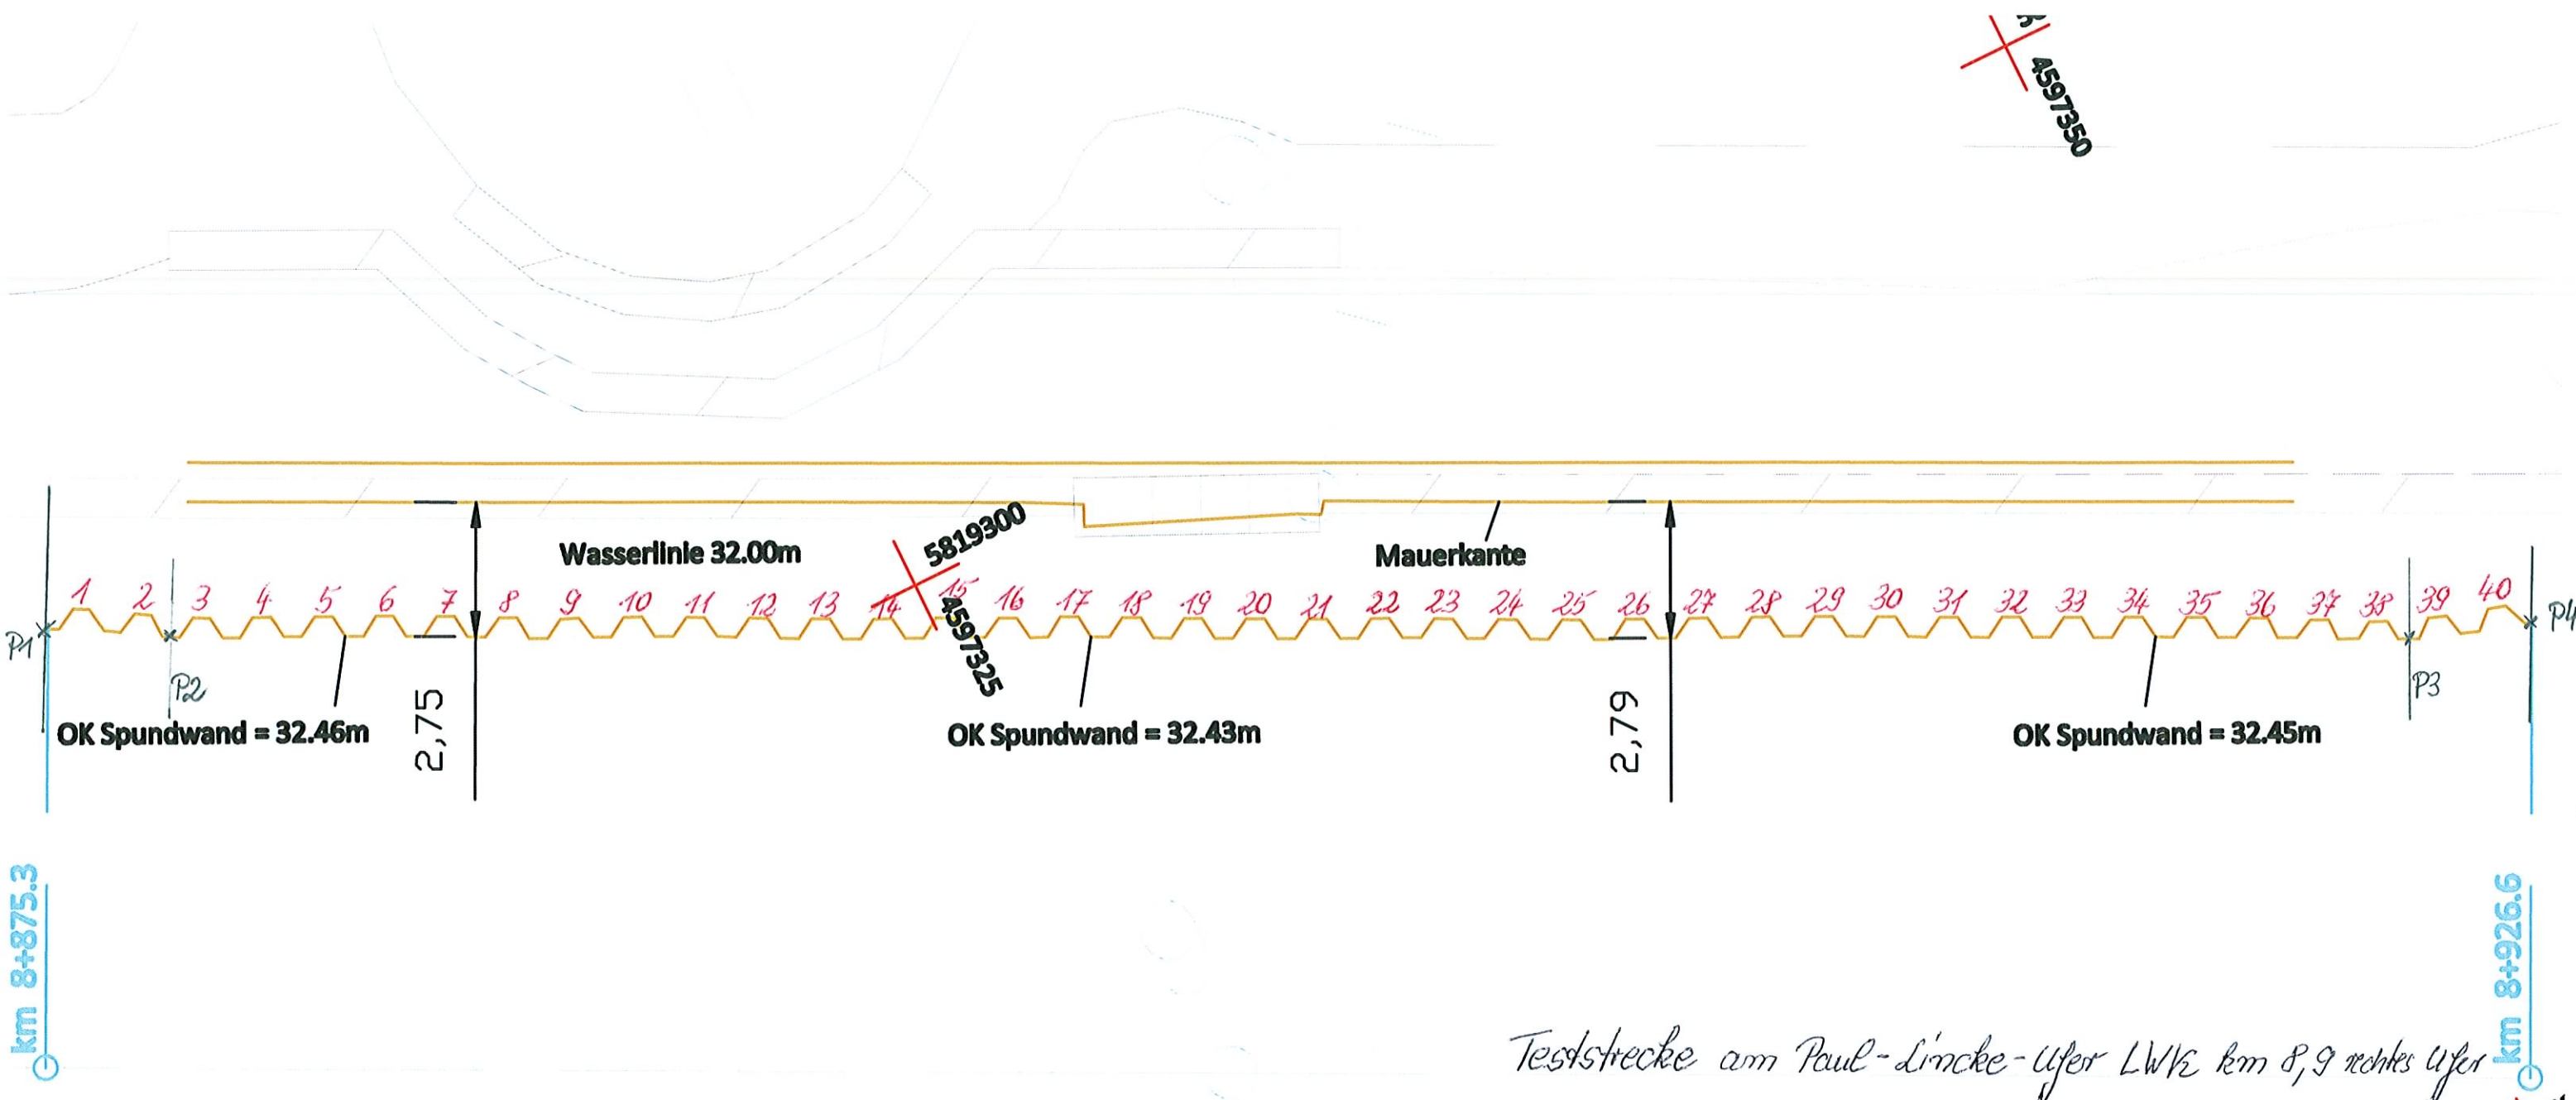 4597350
5819300
Wasserlinie 32.00m
Mauerkante
1 2 3 4 5 6 7 8 9 10 11 12 13 14 15 16 17 18 19 20 21 22 23 24 25 26 27 28 29 30 31 32 33 34 35 36 37 38 39 40
4597325
P1
P2
P3
P4
OK Spundwand = 32.46m
2,75
OK Spundwand = 32.43m
2,79
OK Spundwand = 32.45m
km 8+875.3
km 8+926.6
Teststrecke am Paul-Lincke-Ufer LWK km 8,9 rechtes Ufer